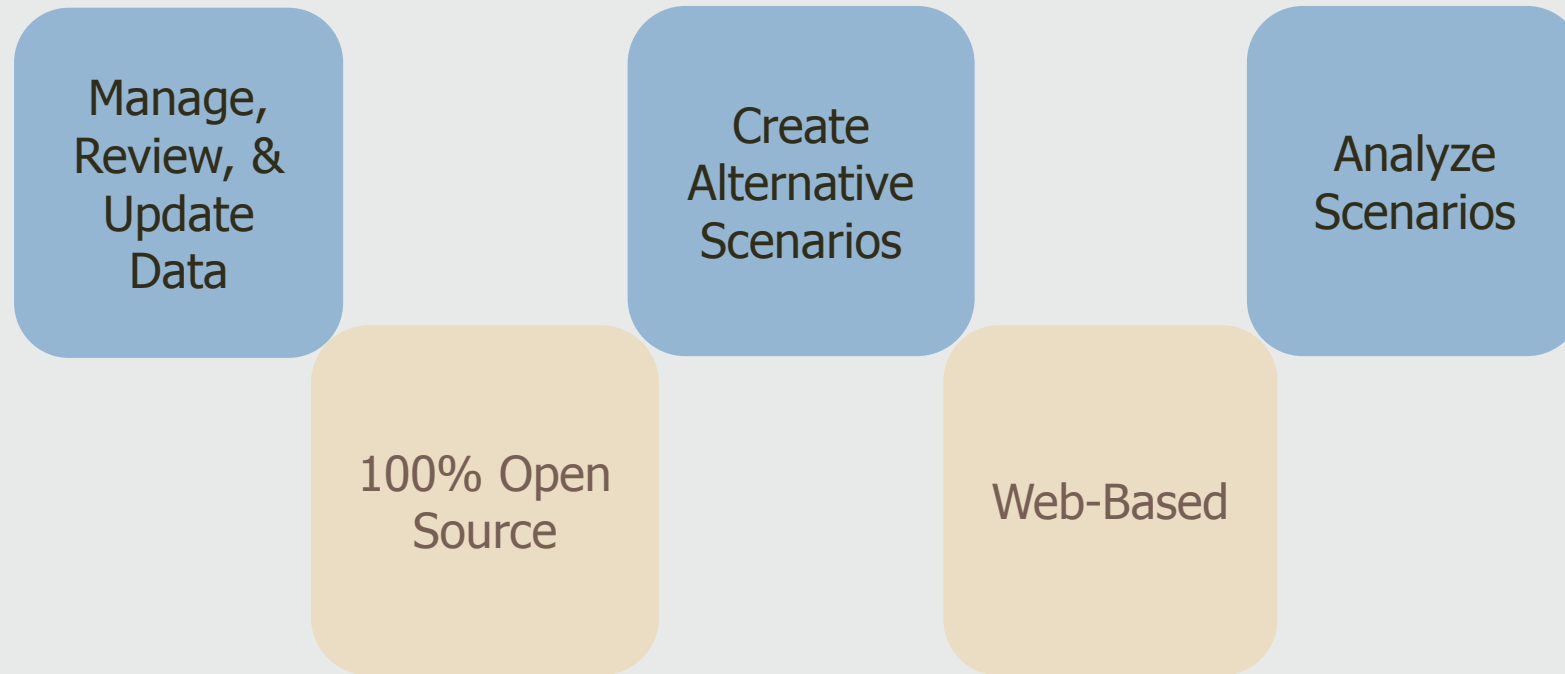 Manage,
Review, &
Update
Data
Create
Alternative
Scenarios
Analyze
Scenarios
100% Open
Source
Web-Based